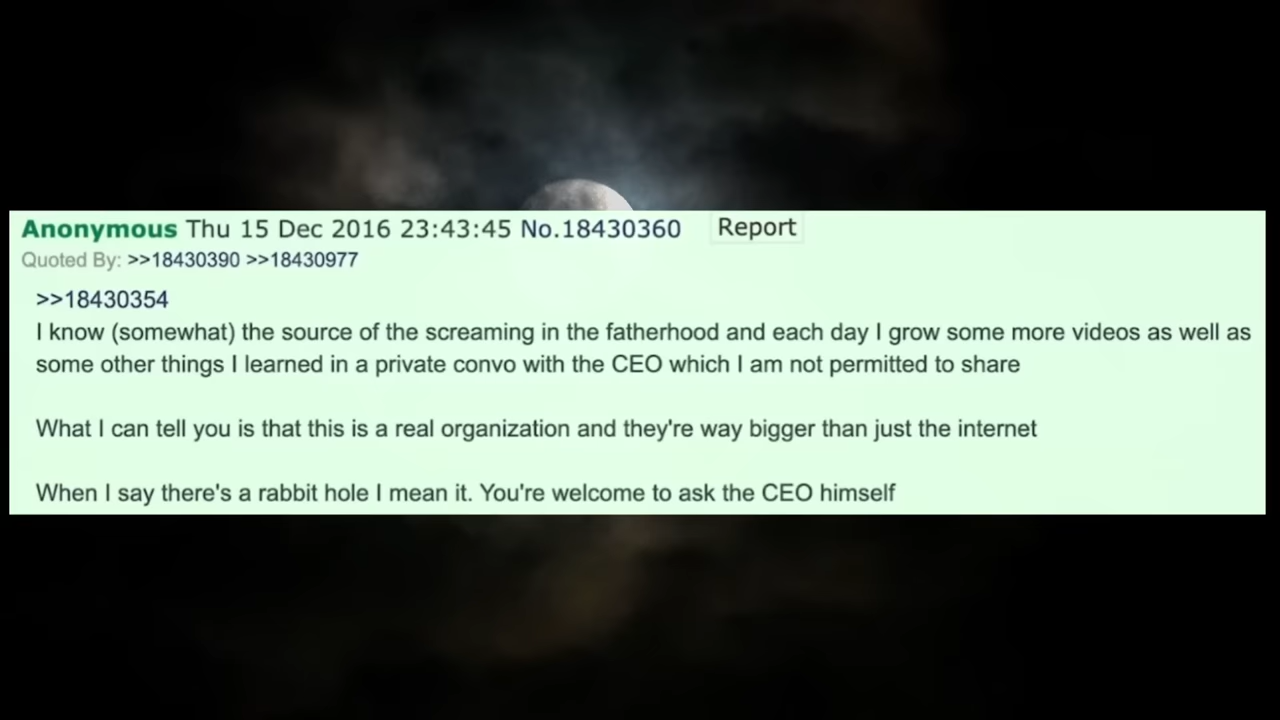 Anonymous Thu 15 Dec 2016 23:43:45 No.18430360 Report
Quoted By: >>18430390 >>18430977
>>18430354
I know (somewhat) the source of the screaming in the fatherhood and each day I grow some more videos as well as
some other things I learned in a private convo with the CEO which I am not permitted to share
What I can tell you is that this is a real organization and they're way bigger than just the internet
When I say there's a rabbit hole I mean it. You're welcome to ask the CEO himself